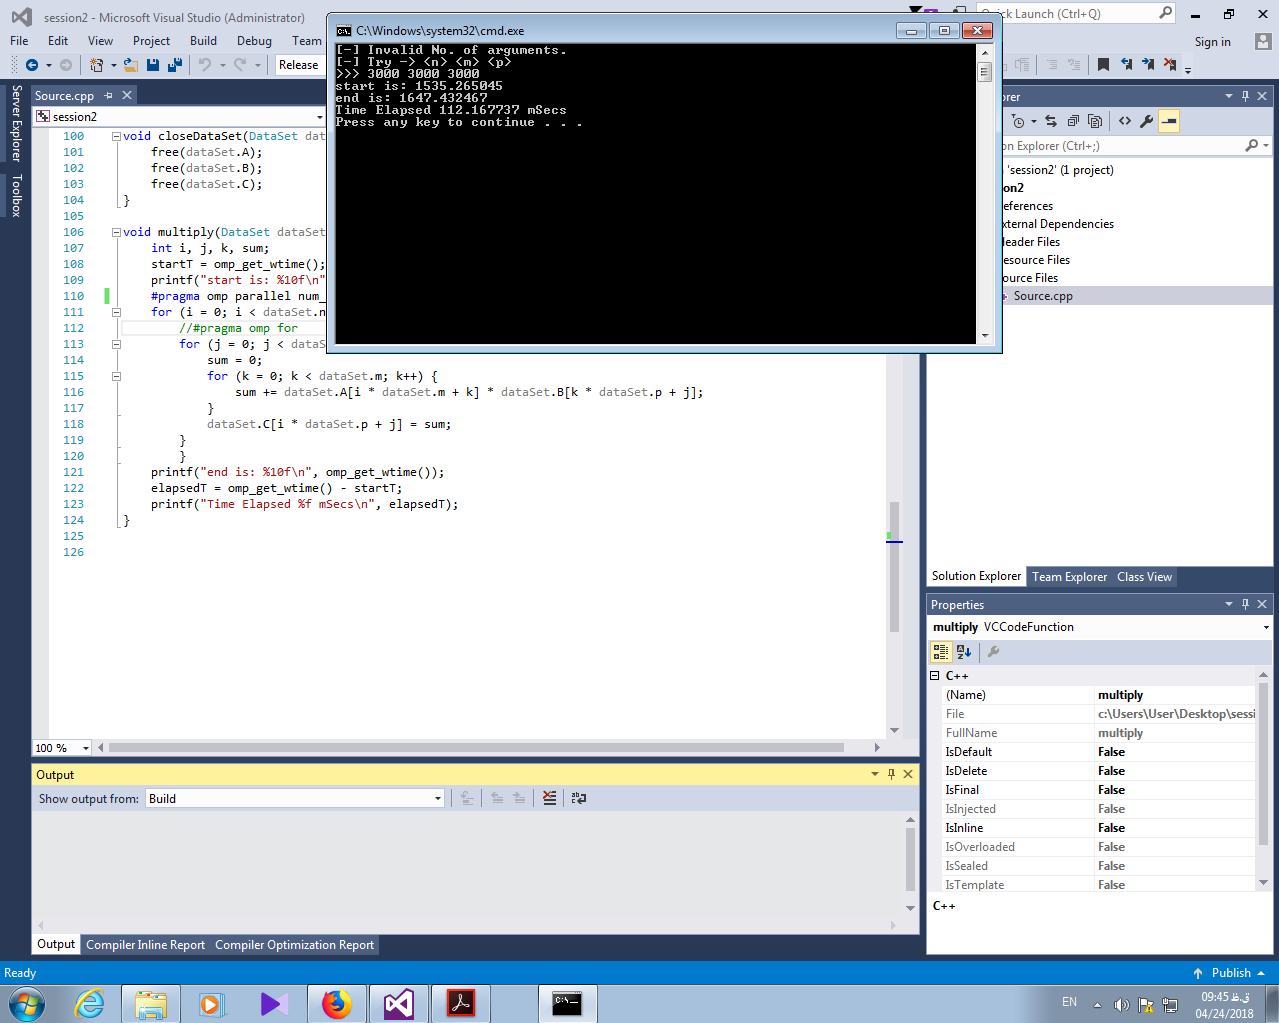 session2 - Microsoft Visual Studio (Administrator)
Quick Launch (Ctrl+Q)
File Edit View Project Build Debug Team
Sign in
Release
C:\Windows\system32\cmd.exe
[-] Invalid No. of arguments.
[-] Try -> <n> <m> <p>
>>> 3000 3000 3000
start is: 1535.265045
end is: 1647.432467
Time Elapsed 112.167737 mSecs
Press any key to continue . . .
Server Explorer
Toolbox
Source.cpp
session2
100 void closeDataSet(DataSet dat
101 free(dataSet.A);
102 free(dataSet.B);
103 free(dataSet.C);
104 }
105
106 void multiply(DataSet dataSet
107 int i, j, k, sum;
108 startT = omp_get_wtime();
109 printf("start is: %10f\n"
110 #pragma omp parallel num_
111 for (i = 0; i < dataSet.n
112 //#pragma omp for
113 for (j = 0; j < dataS
114 sum = 0;
115 for (k = 0; k < dataSet.m; k++) {
116 sum += dataSet.A[i * dataSet.m + k] * dataSet.B[k * dataSet.p + j];
117 }
118 dataSet.C[i * dataSet.p + j] = sum;
119 }
120 }
121 printf("end is: %10f\n", omp_get_wtime());
122 elapsedT = omp_get_wtime() - startT;
123 printf("Time Elapsed %f mSecs\n", elapsedT);
124 }
125
126
100 %
orer
on Explorer (Ctrl+;)
'session2' (1 project)
on2
eferences
xternal Dependencies
eader Files
esource Files
ource Files
Source.cpp
Solution Explorer Team Explorer Class View
Properties
multiply VCCodeFunction
C++
(Name) multiply
File c:\Users\User\Desktop\sessi
FullName multiply
IsDefault False
IsDelete False
IsFinal False
IsInjected False
IsInline False
IsOverloaded False
IsSealed False
IsTemplate False
C++
Output
Show output from: Build
Output Compiler Inline Report Compiler Optimization Report
Ready
Publish
EN
09:45 ق.ظ
04/24/2018